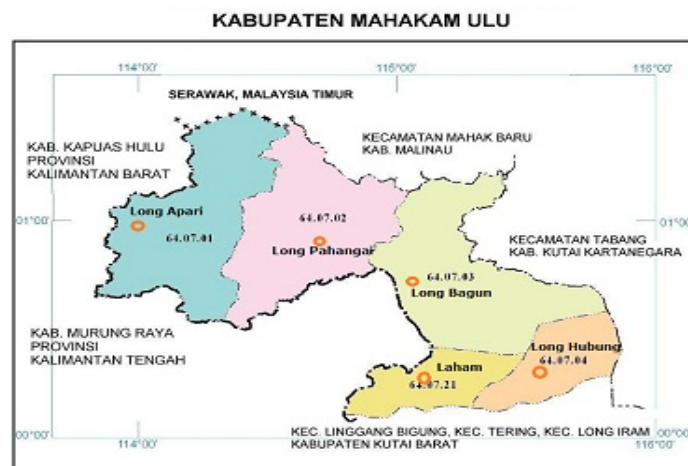 KABUPATEN MAHAKAM ULU
114°00'
115°00'
116°00'
SERAWAK, MALAYSIA TIMUR
KAB. KAPUAS HULU
PROVINSI
KALIMANTAN BARAT
KECAMATAN MAHAK BARU
KAB. MALINAU
Long Apari
64.07.01
64.07.02
Long Pahangai
01°00'
01°00'
KECAMATAN TABANG
KAB. KUTAI KARTANEGARA
64.07.03
Long Bagun
KAB. MURUNG RAYA
PROVINSI
KALIMANTAN TENGAH
Long Hubung
64.07.04
Laham
64.07.21
KEC. LINGGANG BIGUNG, KEC. TERING, KEC. LONG IRAM
KABUPATEN KUTAI BARAT
00°00'
00°00'
114°00'
115°00'
116°00'